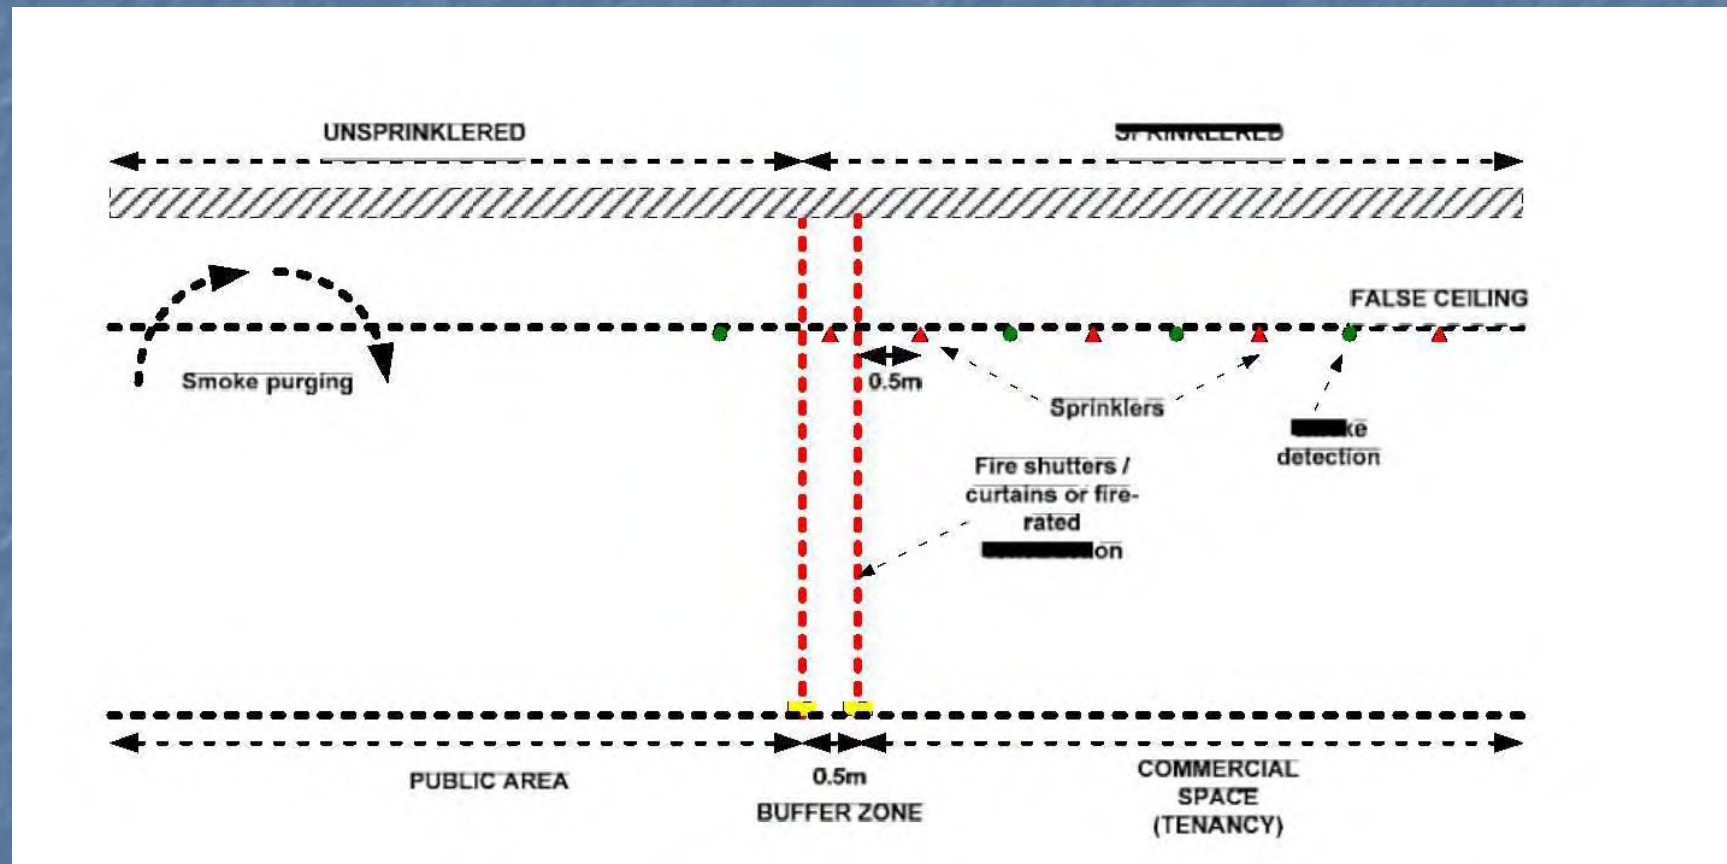 UNSPRINKLERED
SPRINKLERED
FALSE CEILING
Smoke purging
0.5m
Sprinklers
detection
Fire shutters /
curtains or fire-
rated
PUBLIC AREA
0.5m
BUFFER ZONE
COMMERCIAL
SPACE
(TENANCY)